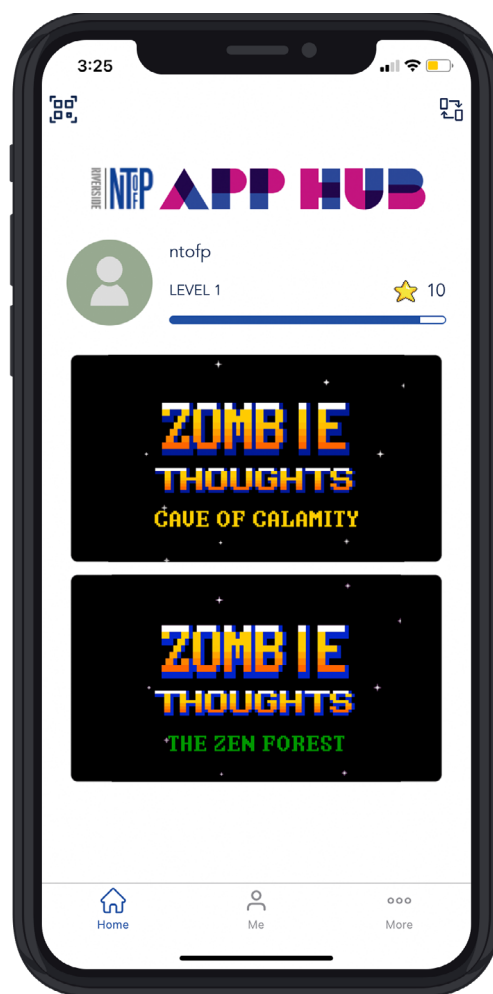 3:25
RIVERSIDE NTOFP APP HUB
ntofp
LEVEL 1 10
ZOMBIE
THOUGHTS
CAVE OF CALAMITY
ZOMBIE
THOUGHTS
THE ZEN FOREST
Home Me More